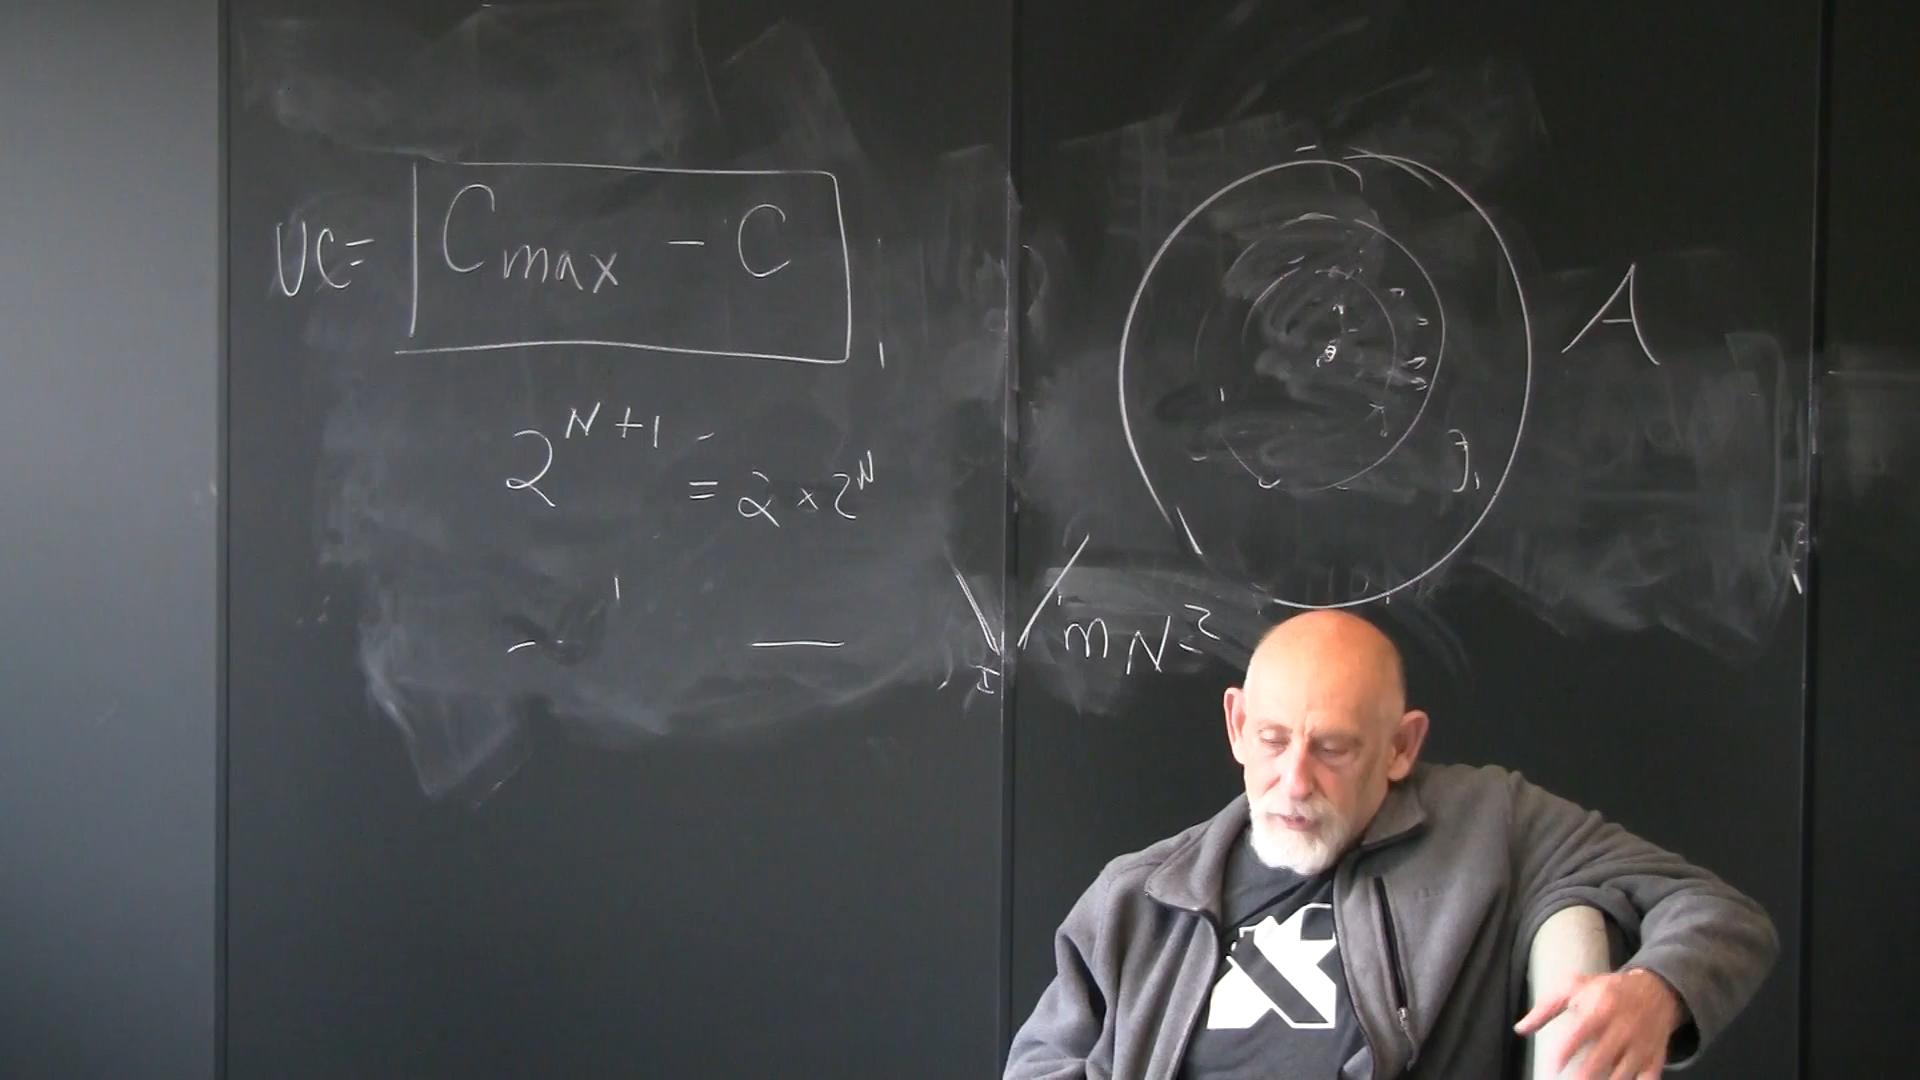 UC= Cmax - C
2^{N+1} = 2 × 2^N
A
mN^2